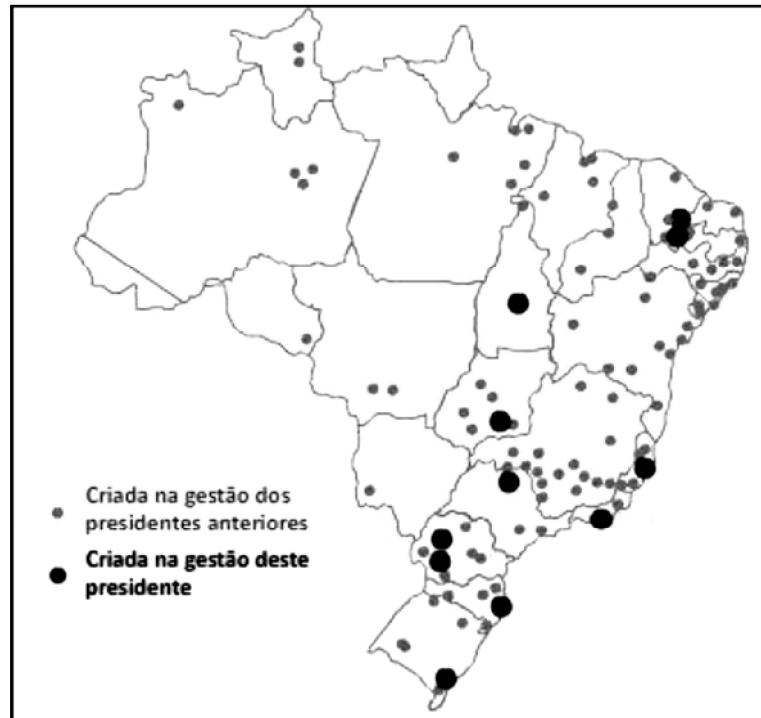 Criada na gestão dos
presidentes anteriores
Criada na gestão deste
presidente